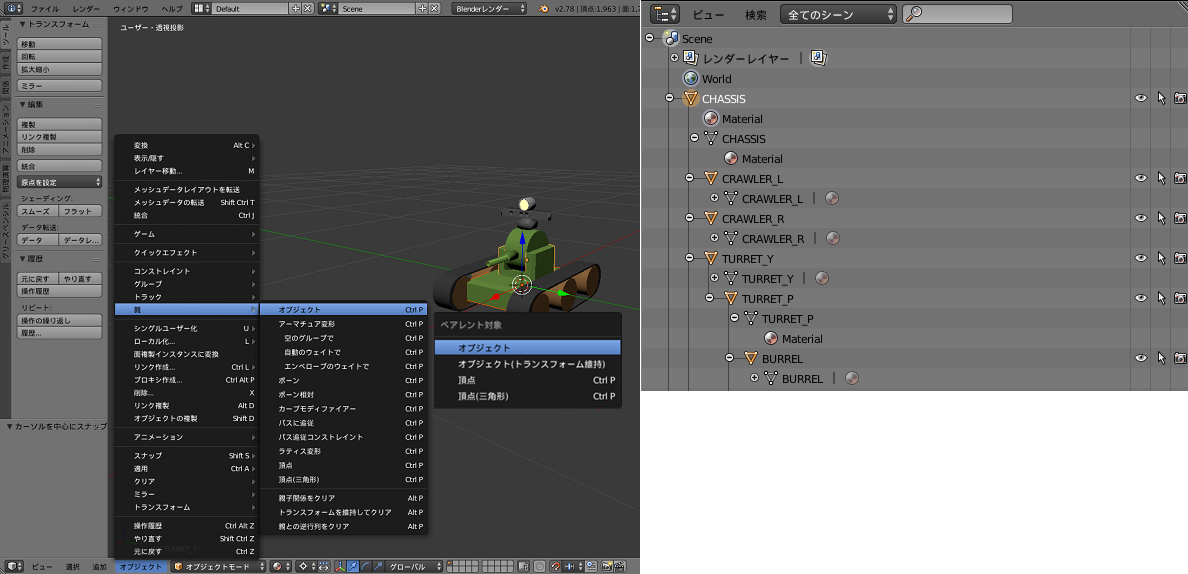 ファイル レンダー ウィンドウ ヘルプ Default Scene Blenderレンダー v2.78 | 頂点:1,963 | 面:1,7
▼トランスフォーム
移動
回転
拡大縮小
ミラー
▼編集
複製
リンク複製
削除
統合
原点を設定
シェーディング:
スムーズ フラット
データ転送:
データ データレ...
▼履歴
元に戻す やり直す
操作履歴
リピート:
操作の繰り返し
履歴...
▼カーソルを中心にスナップ
ツール
作成
関係
アニメーション
物理演算
グリースペンシル
ユーザー・透視投影
変換 Alt C
表示/隠す
レイヤー移動... M
メッシュデータレイアウトを転送
メッシュデータの転送 Shift Ctrl T
統合 Ctrl J
ゲーム
クイックエフェクト
コンストレイント
グループ
トラック
親
シングルユーザー化 U
ローカル化... L
面複製インスタンスに変換
リンク作成... Ctrl L
プロキシ作成... Ctrl Alt P
削除... X
リンク複製 Alt D
オブジェクトの複製 Shift D
アニメーション
スナップ Shift S
適用 Ctrl A
クリア
ミラー
トランスフォーム
操作履歴 Ctrl Alt Z
やり直す Shift Ctrl Z
元に戻す Ctrl Z
オブジェクト Ctrl P
アーマチュア変形 Ctrl P
空のグループで Ctrl P
自動のウェイトで Ctrl P
エンベロープのウェイトで Ctrl P
ボーン Ctrl P
ボーン相対 Ctrl P
カーブモディファイアー Ctrl P
パスに追従 Ctrl P
パス追従コンストレイント Ctrl P
ラティス変形 Ctrl P
頂点 Ctrl P
頂点(三角形) Ctrl P
親子関係をクリア Alt P
トランスフォームを維持してクリア Alt P
親との逆行列をクリア Alt P
ペアレント対象
オブジェクト
オブジェクト(トランスフォーム維持)
頂点 Ctrl P
頂点(三角形) Ctrl P
ビュー 選択 追加 オブジェクト オブジェクトモード グローバル
ビュー 検索 全てのシーン
Scene
レンダーレイヤー |
World
CHASSIS
Material
CHASSIS
Material
CRAWLER_L
CRAWLER_L |
CRAWLER_R
CRAWLER_R |
TURRET_Y
TURRET_Y |
TURRET_P
TURRET_P
Material
BURREL
BURREL |